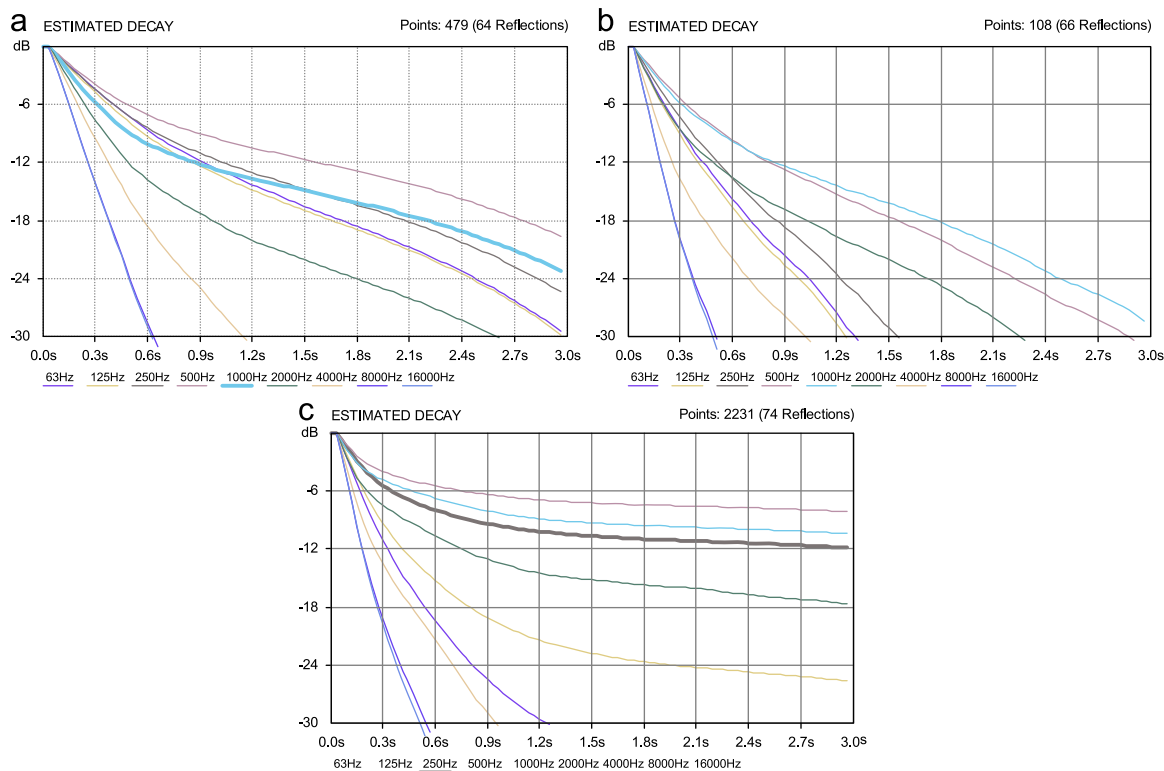 a
ESTIMATED DECAY Points: 479 (64 Reflections)
dB
-6
-12
-18
-24
-30
0.0s 0.3s 0.6s 0.9s 1.2s 1.5s 1.8s 2.1s 2.4s 2.7s 3.0s
63Hz 125Hz 250Hz 500Hz 1000Hz 2000Hz 4000Hz 8000Hz 16000Hz
b
ESTIMATED DECAY Points: 108 (66 Reflections)
dB
-6
-12
-18
-24
-30
0.0s 0.3s 0.6s 0.9s 1.2s 1.5s 1.8s 2.1s 2.4s 2.7s 3.0s
63Hz 125Hz 250Hz 500Hz 1000Hz 2000Hz 4000Hz 8000Hz 16000Hz
c
ESTIMATED DECAY Points: 2231 (74 Reflections)
dB
-6
-12
-18
-24
-30
0.0s 0.3s 0.6s 0.9s 1.2s 1.5s 1.8s 2.1s 2.4s 2.7s 3.0s
63Hz 125Hz 250Hz 500Hz 1000Hz 2000Hz 4000Hz 8000Hz 16000Hz